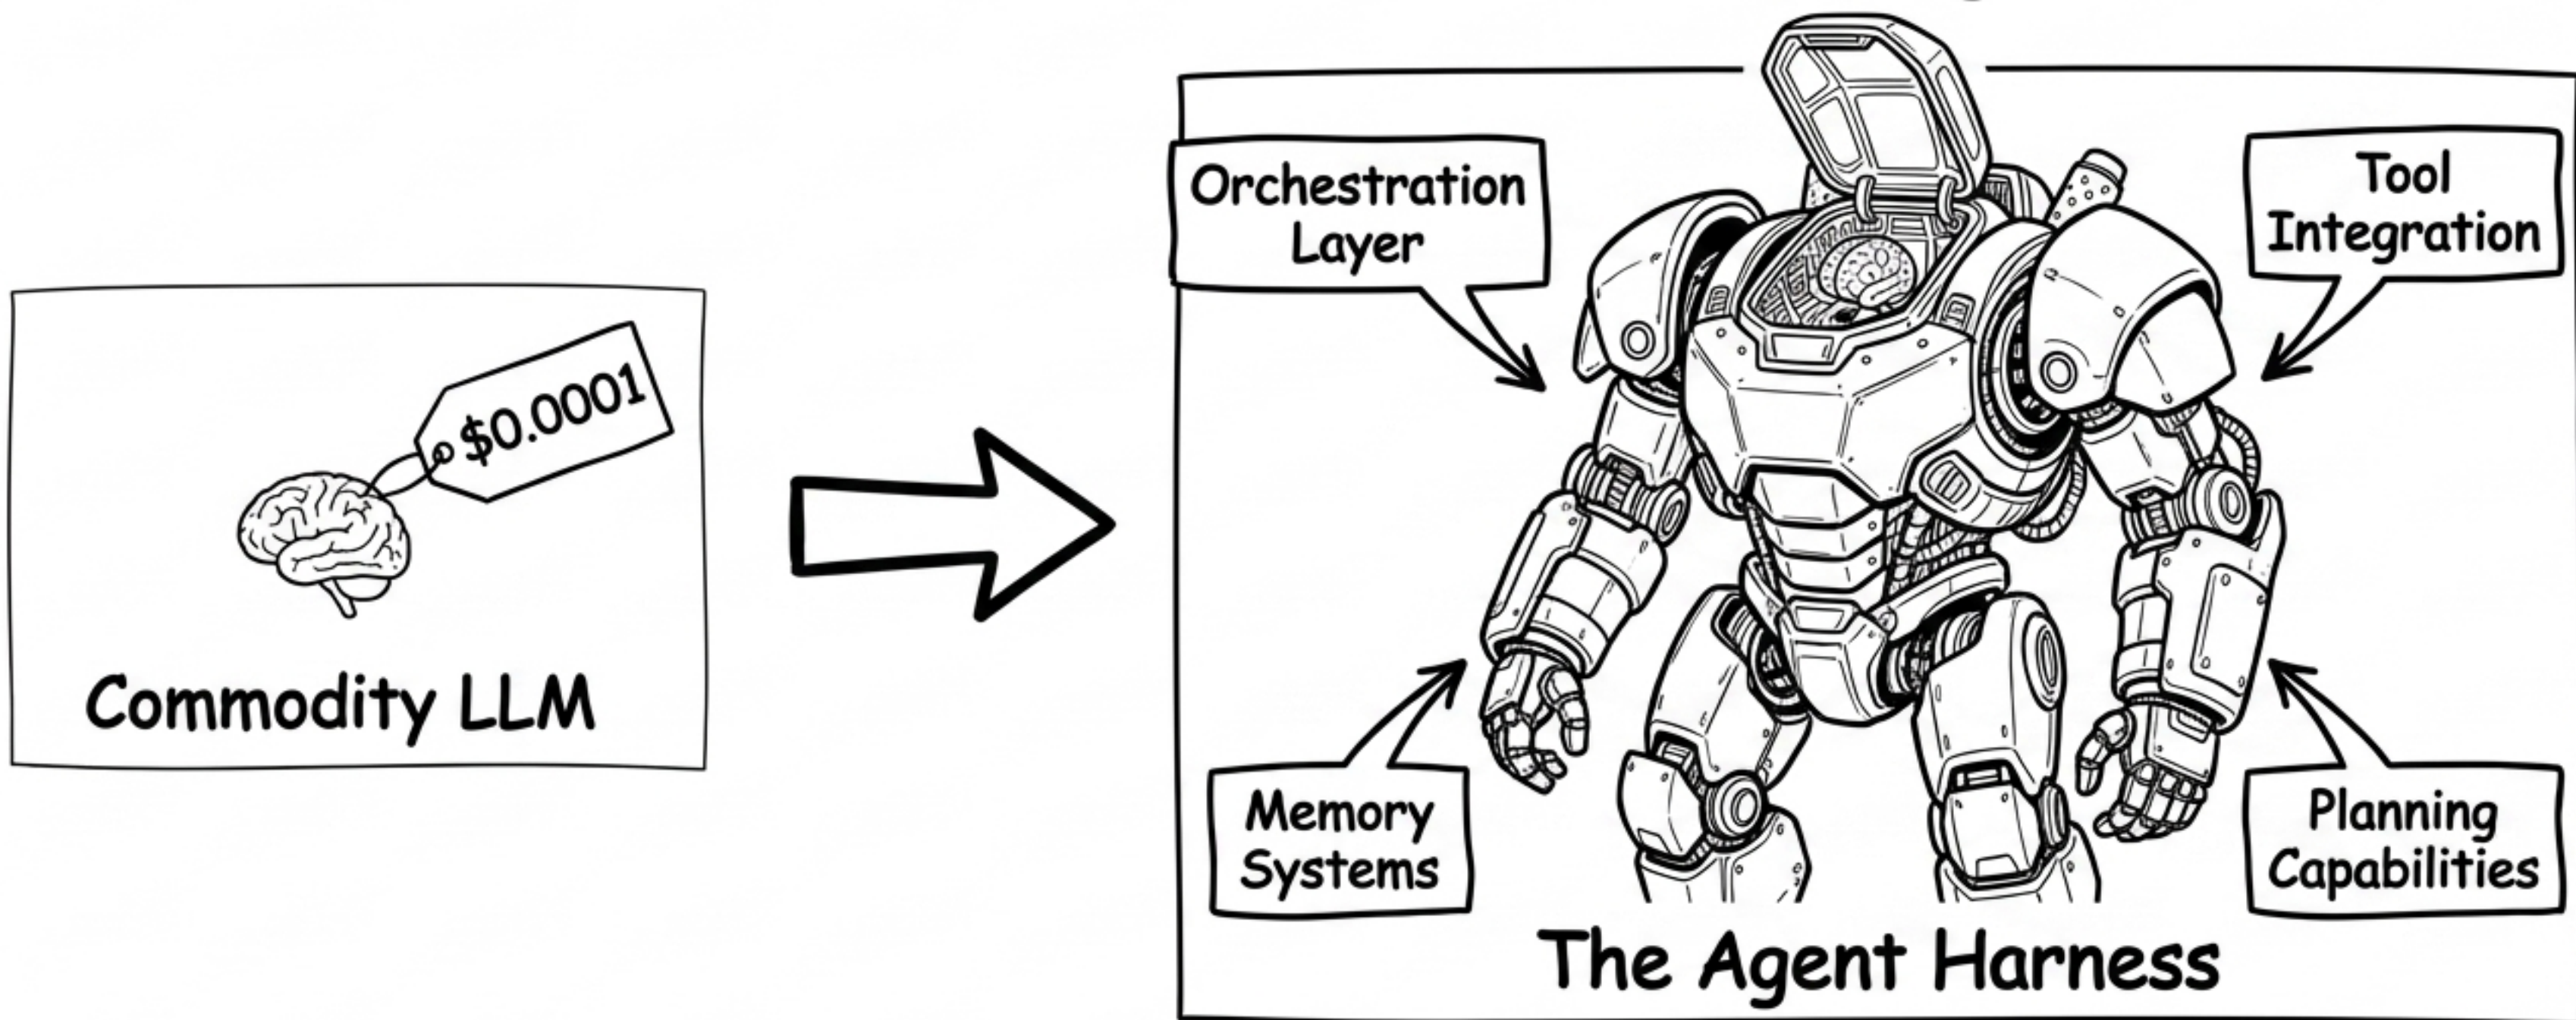 $0.0001
Commodity LLM
Orchestration
Layer
Tool
Integration
Memory
Systems
Planning
Capabilities
The Agent Harness